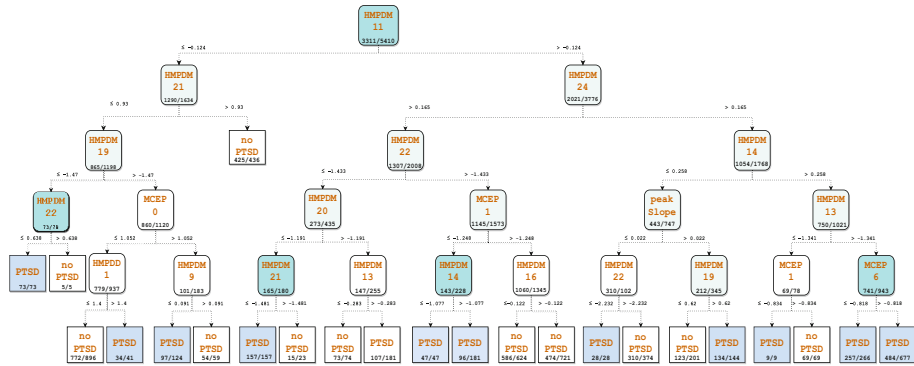 HMPDM
11
3311/5410
≤ -0.124
> -0.124
HMPDM
21
1290/1634
HMPDM
24
2021/3776
≤ 0.93
> 0.93
> 0.165
> 0.165
HMPDM
19
865/1198
no
PTSD
425/436
HMPDM
22
1307/2008
HMPDM
14
1054/1768
≤ -1.47
> -1.47
≤ -1.433
> -1.433
≤ 0.258
> 0.258
HMPDM
22
73/78
MCEP
0
860/1120
HMPDM
20
273/435
MCEP
1
1145/1573
peak
Slope
443/747
HMPDM
13
750/1021
≤ 0.638
> 0.638
≤ 1.052
> 1.052
≤ -1.191
> -1.191
≤ -1.248
> -1.248
≤ 0.022
> 0.022
≤ -1.341
> -1.341
PTSD
73/73
no
PTSD
5/5
HMPDD
1
779/937
HMPDM
9
101/183
HMPDM
21
165/180
HMPDM
13
147/255
HMPDM
14
143/228
HMPDM
16
1060/1345
HMPDM
22
310/102
HMPDM
19
212/345
MCEP
1
69/78
MCEP
6
741/943
≤ 1.4
> 1.4
≤ 0.091
> 0.091
≤ -1.481
> -1.481
≤ -0.283
> -0.283
≤ -1.077
> -1.077
≤ -0.122
> -0.122
≤ -2.232
> -2.232
≤ 0.62
> 0.62
≤ -0.834
> -0.834
≤ -0.818
> -0.818
no
PTSD
772/896
PTSD
34/41
PTSD
97/124
no
PTSD
54/59
PTSD
157/157
no
PTSD
15/23
no
PTSD
73/74
PTSD
107/181
PTSD
47/47
PTSD
96/181
no
PTSD
586/624
no
PTSD
474/721
PTSD
28/28
no
PTSD
310/374
no
PTSD
123/201
PTSD
134/144
PTSD
9/9
no
PTSD
69/69
PTSD
257/266
PTSD
484/677